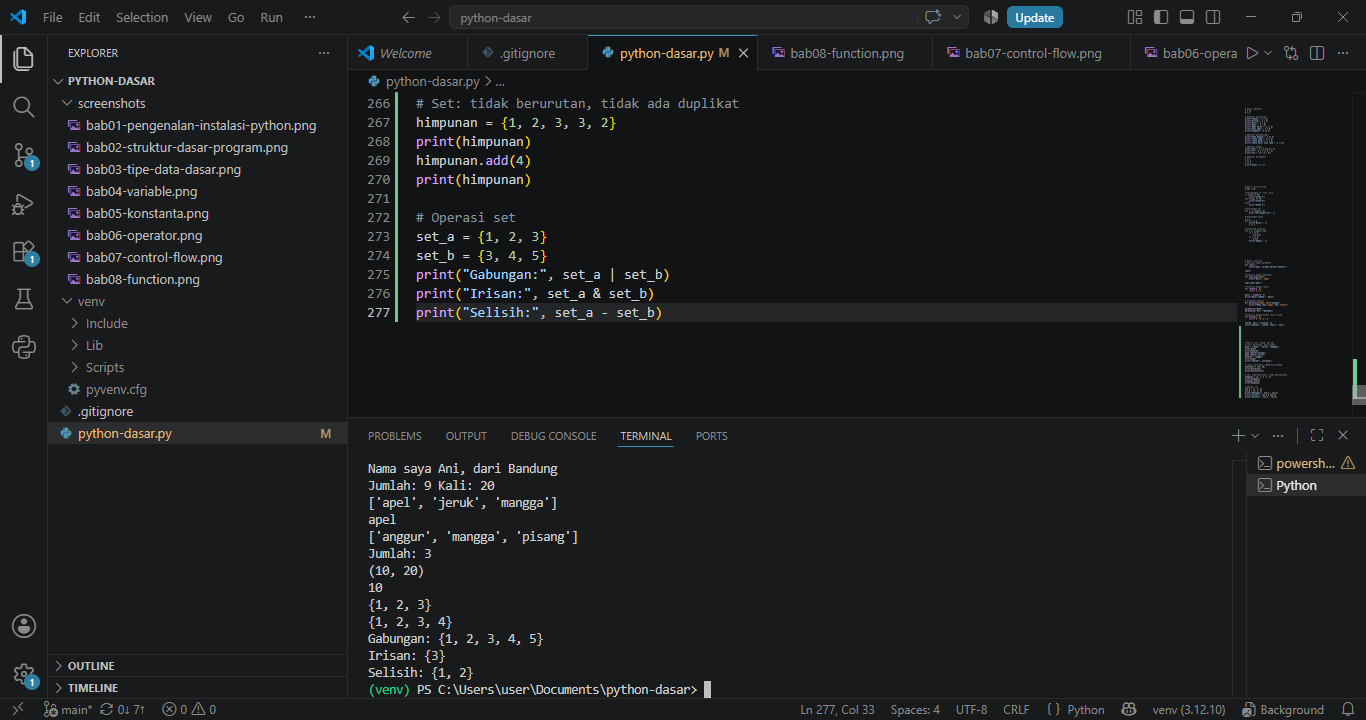 File Edit Selection View Go Run ··· python-dasar Update
EXPLORER ···
PYTHON-DASAR
screenshots
bab01-pengenalan-instalasi-python.png
bab02-struktur-dasar-program.png
bab03-tipe-data-dasar.png
bab04-variable.png
bab05-konstanta.png
bab06-operator.png
bab07-control-flow.png
bab08-function.png
venv
Include
Lib
Scripts
pyvenv.cfg
.gitignore
python-dasar.py M
OUTLINE
TIMELINE
1
1
1
Welcome .gitignore python-dasar.py M bab08-function.png bab07-control-flow.png bab06-opera
python-dasar.py > ...
266 # Set: tidak berurutan, tidak ada duplikat
267 himpunan = {1, 2, 3, 3, 2}
268 print(himpunan)
269 himpunan.add(4)
270 print(himpunan)
271
272 # Operasi set
273 set_a = {1, 2, 3}
274 set_b = {3, 4, 5}
275 print("Gabungan:", set_a | set_b)
276 print("Irisan:", set_a & set_b)
277 print("Selisih:", set_a - set_b)
PROBLEMS OUTPUT DEBUG CONSOLE TERMINAL PORTS
Nama saya Ani, dari Bandung
Jumlah: 9 Kali: 20
['apel', 'jeruk', 'mangga']
apel
['anggur', 'mangga', 'pisang']
Jumlah: 3
(10, 20)
10
{1, 2, 3}
{1, 2, 3, 4}
Gabungan: {1, 2, 3, 4, 5}
Irisan: {3}
Selisih: {1, 2}
(venv) PS C:\Users\user\Documents\python-dasar>
powersh...
Python
main* 0↓ 7↑ 0 0 Ln 277, Col 33 Spaces: 4 UTF-8 CRLF { } Python venv (3.12.10) Background